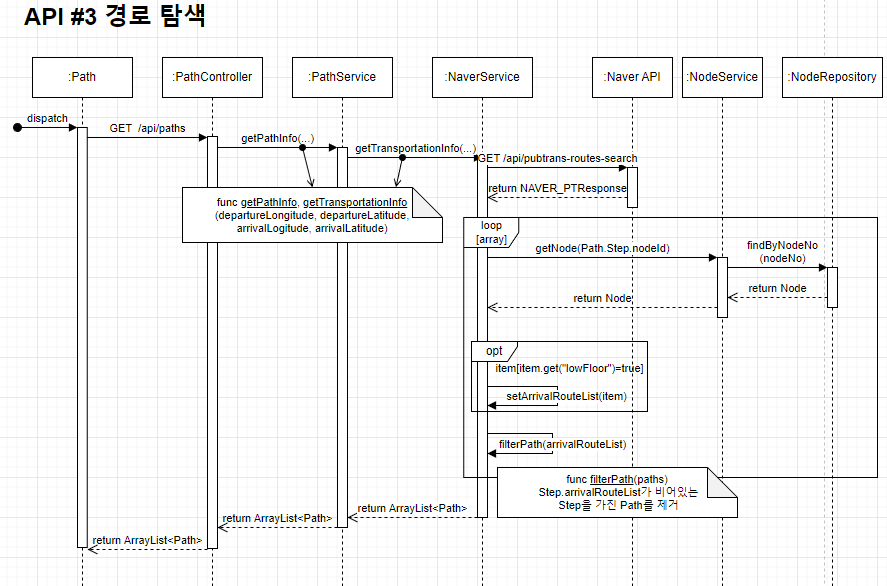 API #3 경로 탐색
:Path
:PathController
:PathService
:NaverService
:Naver API
:NodeService
:NodeRepository
dispatch
GET /api/paths
getPathInfo(...)
getTransportationInfo(...)
GET /api/pubtrans-routes-search
return NAVER_PTResponse
func getPathInfo, getTransportationInfo
(departureLongitude, departureLatitude,
arrivalLogitude, arrivalLatitude)
loop
[array]
getNode(Path.Step.nodeId)
findByNodeNo
(nodeNo)
return Node
return Node
opt
item[item.get("lowFloor")=true]
setArrivalRouteList(item)
filterPath(arrivalRouteList)
func filterPath(paths)
Step.arrivalRouteList가 비어있는
Step을 가진 Path를 제거
return ArrayList<Path>
return ArrayList<Path>
return ArrayList<Path>